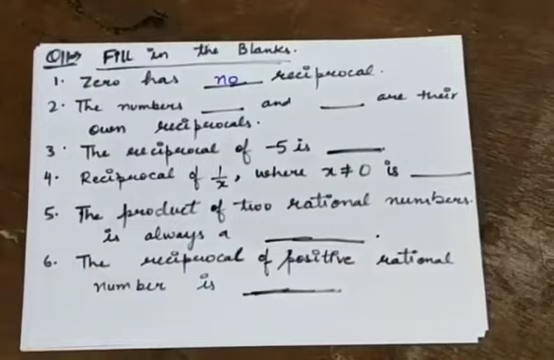 Q11) Fill in the Blanks.
1. Zero has no reciprocal.
2. The numbers ____ and ____ are their
own reciprocals.
3. The reciprocal of -5 is ____
4. Reciprocal of 1/x, where x ≠ 0 is ____
5. The product of two rational numbers.
is always a ____.
6. The reciprocal of positive rational
number is ____